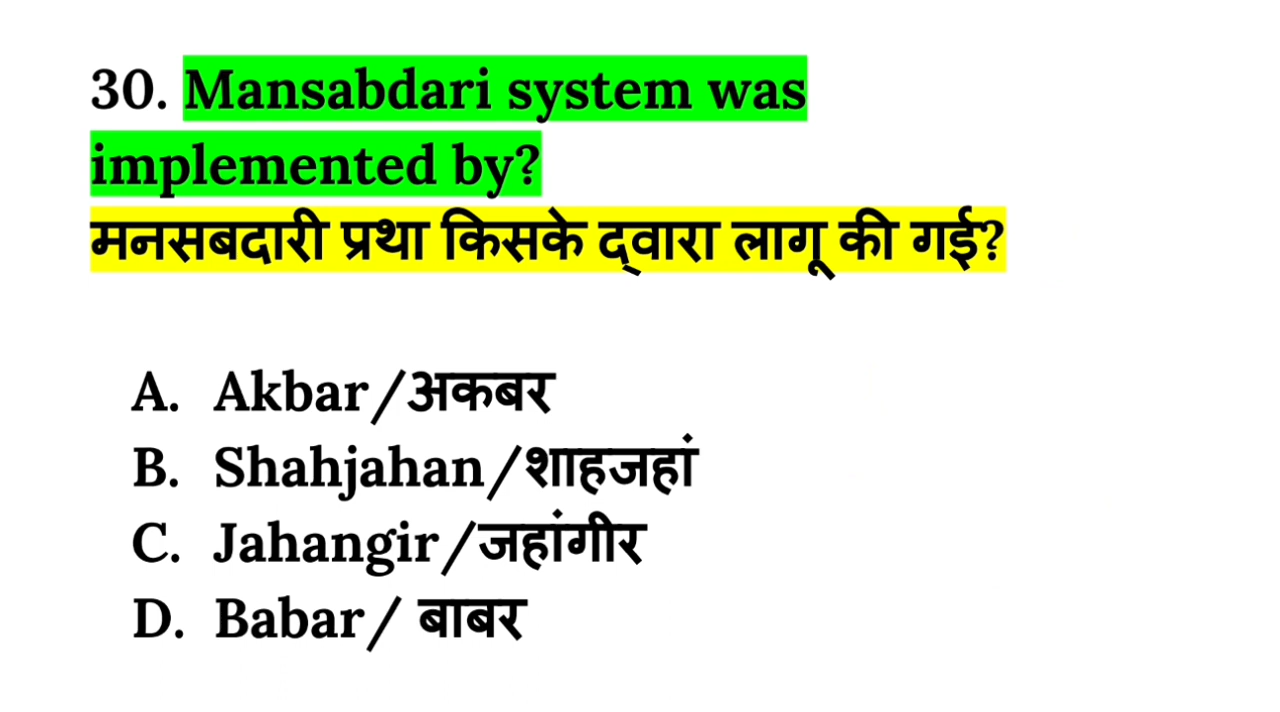 30. Mansabdari system was
implemented by?
मनसबदारी प्रथा किसके द्वारा लागू की गई?
A. Akbar/अकबर
B. Shahjahan/शाहजहां
C. Jahangir/जहांगीर
D. Babar/ बाबर